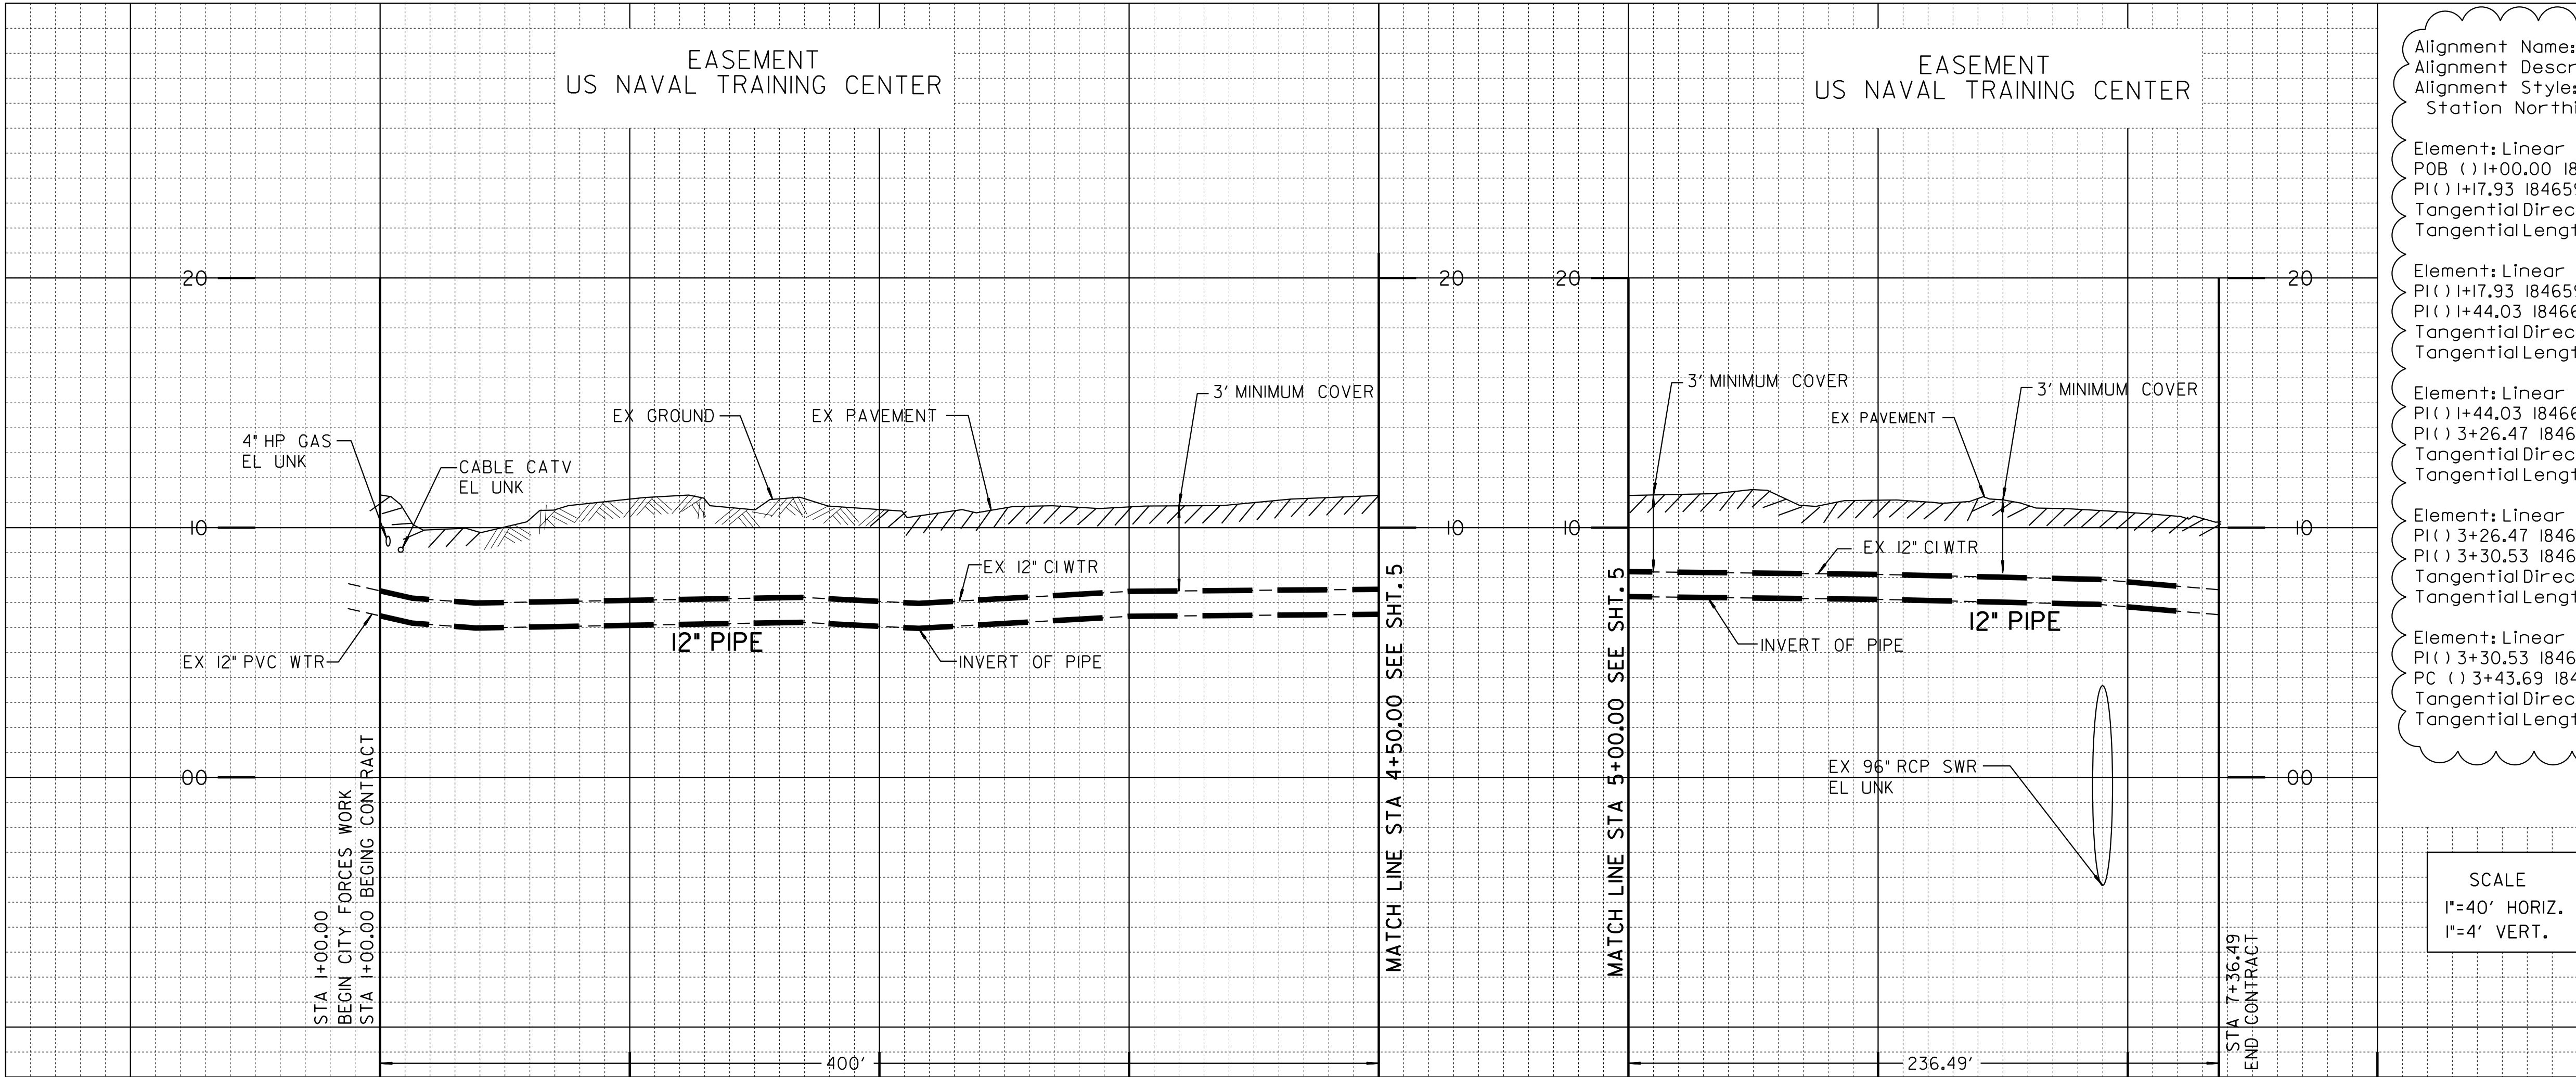 EASEMENT
US NAVAL TRAINING CENTER
EASEMENT
US NAVAL TRAINING CENTER
20
20
20
20
3' MINIMUM COVER
3' MINIMUM COVER
3' MINIMUM COVER
EX GROUND
EX PAVEMENT
EX PAVEMENT
4" HP GAS
EL UNK
CABLE CATV
EL UNK
10
10
10
10
EX 12" CI WTR
EX 12" CI WTR
12" PIPE
12" PIPE
EX 12" PVC WTR
INVERT OF PIPE
INVERT OF PIPE
00
00
EX 96" RCP SWR
EL UNK
STA 1+00.00
BEGIN CITY FORCES WORK
STA 1+00.00 BEGING CONTRACT
MATCH LINE STA 4+50.00 SEE SHT. 5
MATCH LINE STA 5+00.00 SEE SHT. 5
STA 7+36.49
END CONTRACT
400'
236.49'
Alignment Name:
Alignment Descr
Alignment Style:
Station Northi
Element: Linear
POB () 1+00.00 18
PI () 1+17.93 184659
Tangential Direc
Tangential Lengt
Element: Linear
PI () 1+17.93 184659
PI () 1+44.03 18466
Tangential Direc
Tangential Lengt
Element: Linear
PI () 1+44.03 18466
PI () 3+26.47 1846
Tangential Direc
Tangential Lengt
Element: Linear
PI () 3+26.47 1846
PI () 3+30.53 1846
Tangential Direc
Tangential Lengt
Element: Linear
PI () 3+30.53 1846
PC () 3+43.69 184
Tangential Direc
Tangential Lengt
SCALE
1"=40' HORIZ.
1"=4' VERT.